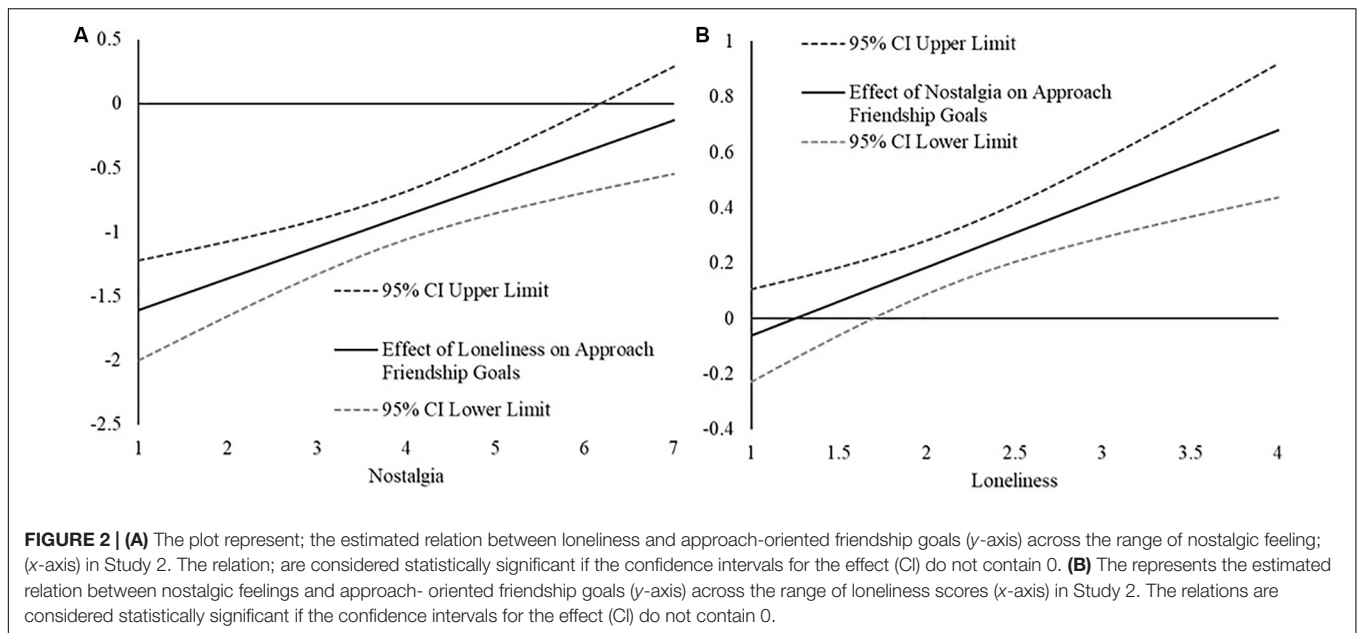 A
0.5
0
-0.5
-1
-1.5
-2
-2.5
95% CI Upper Limit
Effect of Loneliness on Approach
Friendship Goals
95% CI Lower Limit
1 2 3 4 5 6 7
Nostalgia
B
1
0.8
0.6
0.4
0.2
0
-0.2
-0.4
95% CI Upper Limit
Effect of Nostalgia on Approach
Friendship Goals
95% CI Lower Limit
1 1.5 2 2.5 3 3.5 4
Loneliness
FIGURE 2 | (A) The plot represent; the estimated relation between loneliness and approach-oriented friendship goals (y-axis) across the range of nostalgic feeling;
(x-axis) in Study 2. The relation; are considered statistically significant if the confidence intervals for the effect (CI) do not contain 0. (B) The represents the estimated
relation between nostalgic feelings and approach- oriented friendship goals (y-axis) across the range of loneliness scores (x-axis) in Study 2. The relations are
considered statistically significant if the confidence intervals for the effect (CI) do not contain 0.